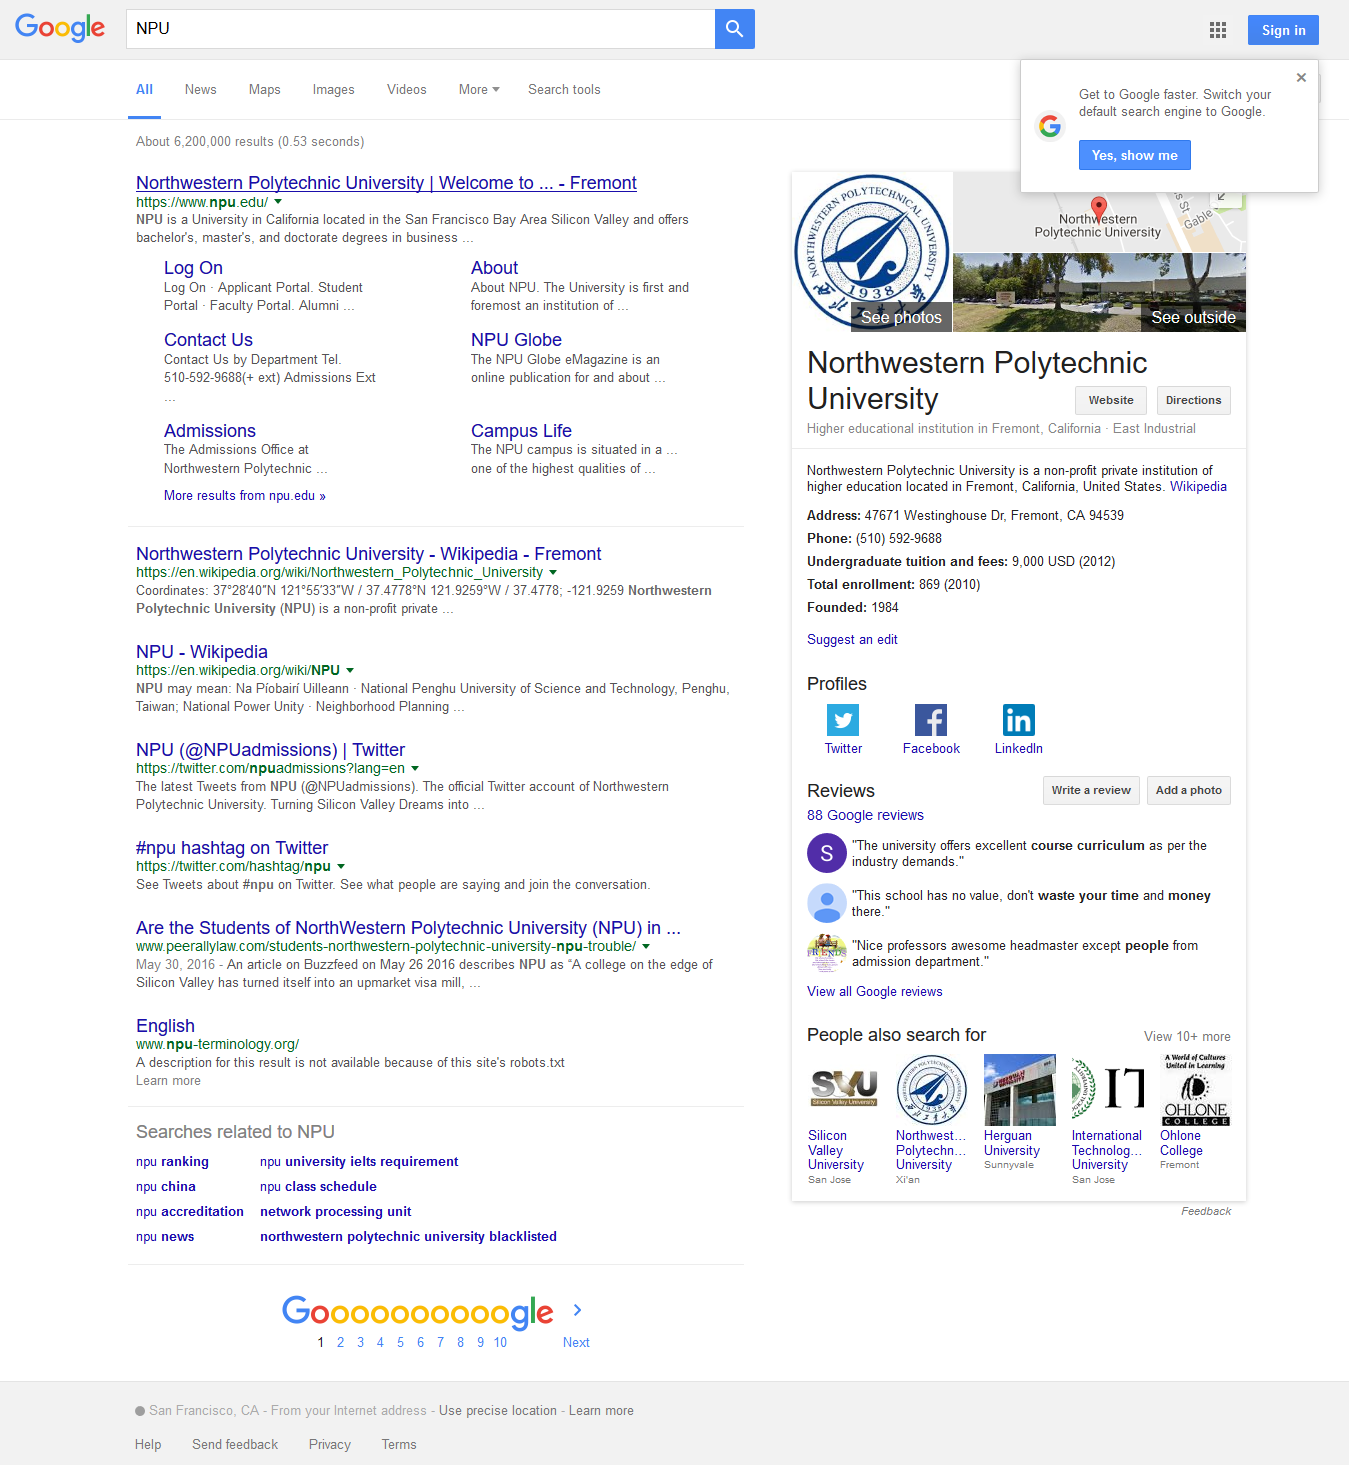 Google
NPU
Sign in
All
News
Maps
Images
Videos
More
Search tools
Get to Google faster. Switch your
default search engine to Google.
Yes, show me
About 6,200,000 results (0.53 seconds)
Northwestern Polytechnic University | Welcome to ... - Fremont
https://www.npu.edu/
NPU is a University in California located in the San Francisco Bay Area Silicon Valley and offers
bachelor's, master's, and doctorate degrees in business ...
Log On
Log On · Applicant Portal. Student
Portal · Faculty Portal. Alumni ...
About
About NPU. The University is first and
foremost an institution of ...
Contact Us
Contact Us by Department Tel.
510-592-9688(+ ext) Admissions Ext
...
NPU Globe
The NPU Globe eMagazine is an
online publication for and about ...
Admissions
The Admissions Office at
Northwestern Polytechnic ...
Campus Life
The NPU campus is situated in a ...
one of the highest qualities of ...
More results from npu.edu »
Northwestern Polytechnic University - Wikipedia - Fremont
https://en.wikipedia.org/wiki/Northwestern_Polytechnic_University
Coordinates: 37°28′40″N 121°55′33″W / 37.4778°N 121.9259°W / 37.4778; -121.9259 Northwestern
Polytechnic University (NPU) is a non-profit private ...
NPU - Wikipedia
https://en.wikipedia.org/wiki/NPU
NPU may mean: Na Píobairí Uilleann · National Penghu University of Science and Technology, Penghu,
Taiwan; National Power Unity · Neighborhood Planning ...
NPU (@NPUadmissions) | Twitter
https://twitter.com/npuadmissions?lang=en
The latest Tweets from NPU (@NPUadmissions). The official Twitter account of Northwestern
Polytechnic University. Turning Silicon Valley Dreams into ...
#npu hashtag on Twitter
https://twitter.com/hashtag/npu
See Tweets about #npu on Twitter. See what people are saying and join the conversation.
Are the Students of NorthWestern Polytechnic University (NPU) in ...
www.peerallylaw.com/students-northwestern-polytechnic-university-npu-trouble/
May 30, 2016 - An article on Buzzfeed on May 26 2016 describes NPU as “A college on the edge of
Silicon Valley has turned itself into an upmarket visa mill, ...
English
www.npu-terminology.org/
A description for this result is not available because of this site's robots.txt
Learn more
Searches related to NPU
npu ranking
npu university ielts requirement
npu china
npu class schedule
npu accreditation
network processing unit
npu news
northwestern polytechnic university blacklisted
Goooooooooogle
1 2 3 4 5 6 7 8 9 10
Next
NORTHWESTERN POLYTECHNICAL UNIVERSITY
1938
西北工业大学
See photos
Northwestern
Polytechnic University
St
Gable
See outside
Northwestern Polytechnic
University
Website
Directions
Higher educational institution in Fremont, California · East Industrial
Northwestern Polytechnic University is a non-profit private institution of
higher education located in Fremont, California, United States. Wikipedia
Address: 47671 Westinghouse Dr, Fremont, CA 94539
Phone: (510) 592-9688
Undergraduate tuition and fees: 9,000 USD (2012)
Total enrollment: 869 (2010)
Founded: 1984
Suggest an edit
Profiles
Twitter
Facebook
LinkedIn
Reviews
Write a review
Add a photo
88 Google reviews
S
"The university offers excellent course curriculum as per the
industry demands."
"This school has no value, don't waste your time and money
there."
FRIENDS
"Nice professors awesome headmaster except people from
admission department."
View all Google reviews
People also search for
View 10+ more
SVU
Silicon Valley University
A World of Cultures
United in Learning
OHLONE
COLLEGE
Silicon
Valley
University
San Jose
Northwest...
Polytechn...
University
Xi'an
Herguan
University
Sunnyvale
International
Technolog...
University
San Jose
Ohlone
College
Fremont
Feedback
San Francisco, CA - From your Internet address - Use precise location - Learn more
Help
Send feedback
Privacy
Terms